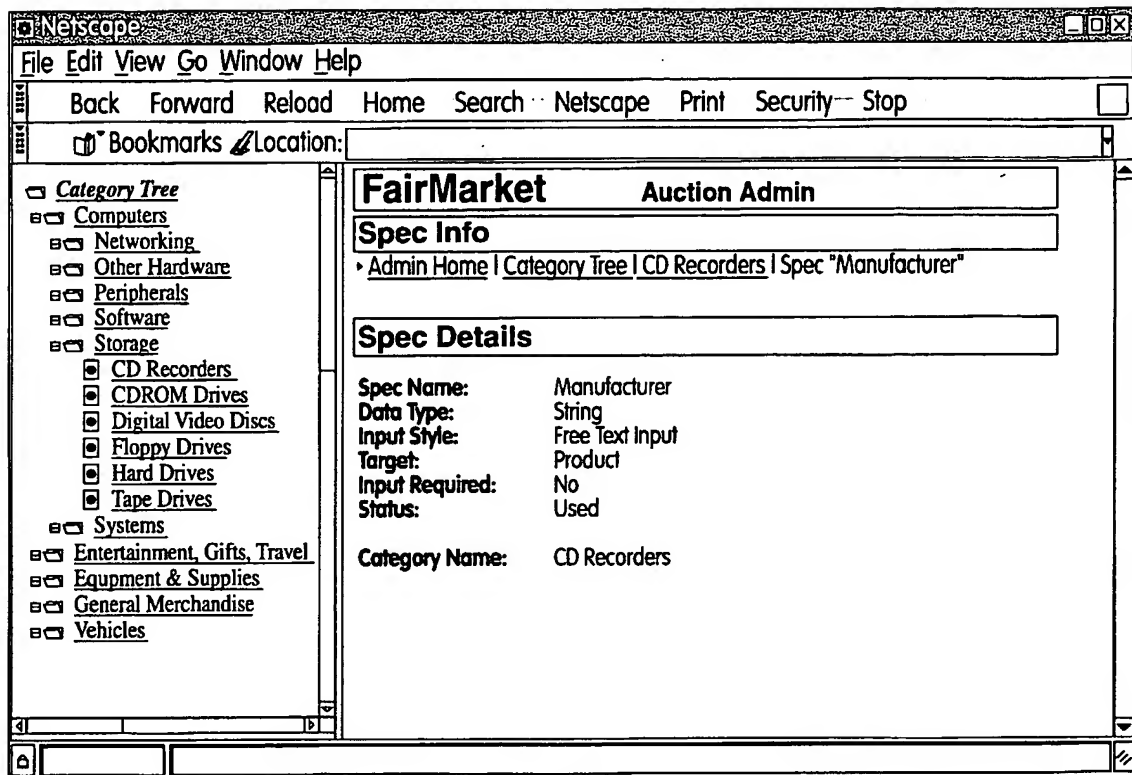 Netscape
File Edit View Go Window Help
Back Forward Reload Home Search Netscape Print Security Stop
Bookmarks Location:
Category Tree
Computers
Networking
Other Hardware
Peripherals
Software
Storage
CD Recorders
CDROM Drives
Digital Video Discs
Floppy Drives
Hard Drives
Tape Drives
Systems
Entertainment, Gifts, Travel
Equpment & Supplies
General Merchandise
Vehicles
FairMarket Auction Admin
Spec Info
Admin Home | Category Tree | CD Recorders | Spec "Manufacturer"
Spec Details
Spec Name: Manufacturer
Data Type: String
Input Style: Free Text Input
Target: Product
Input Required: No
Status: Used
Category Name: CD Recorders